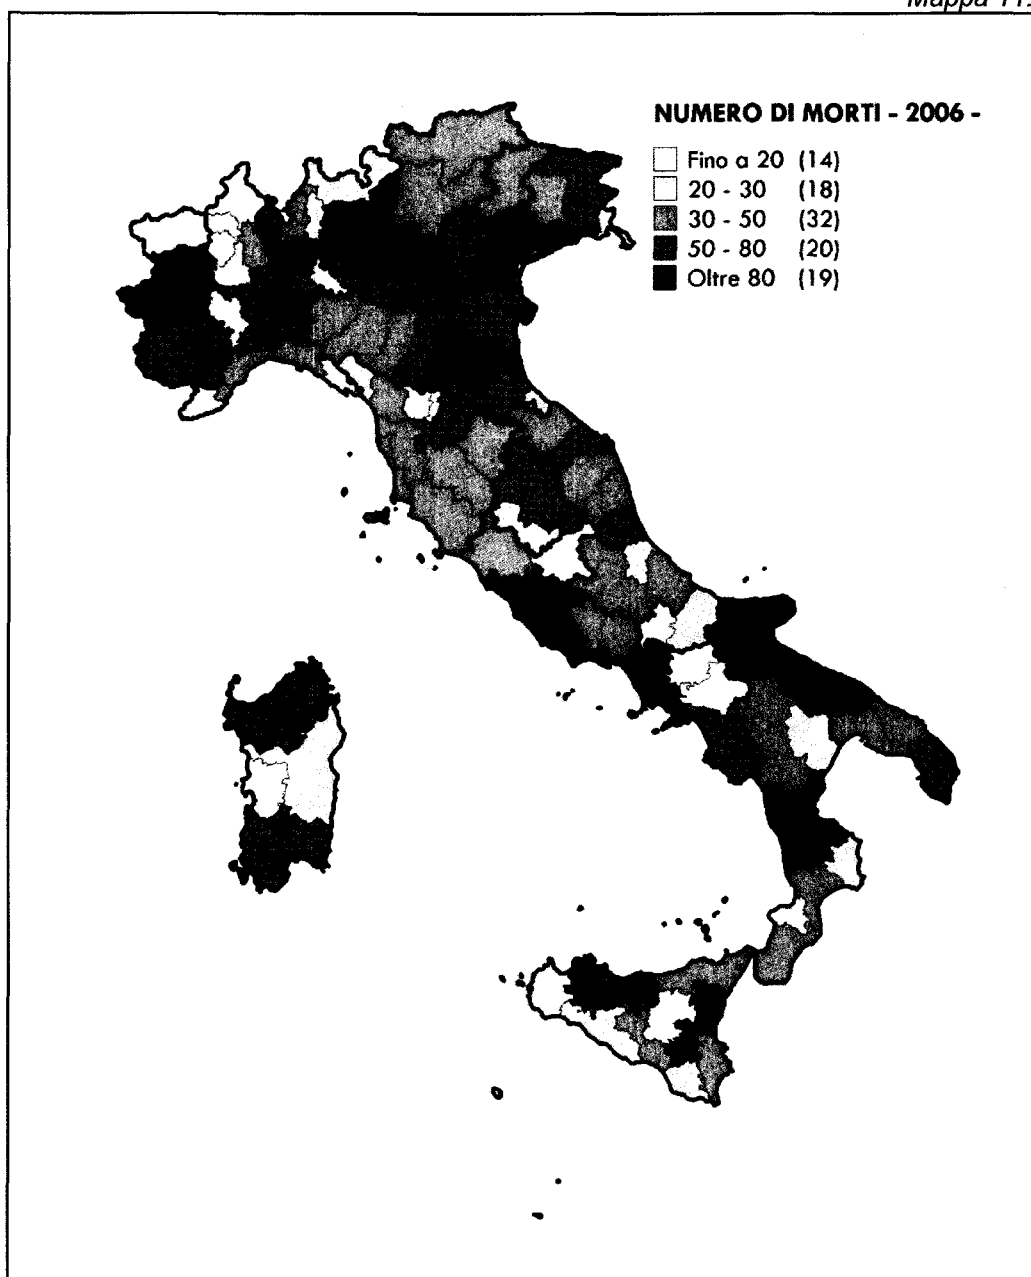 Mappa 11.
NUMERO DI MORTI - 2006 -
Fino a 20 (14)
20 - 30 (18)
30 - 50 (32)
50 - 80 (20)
Oltre 80 (19)